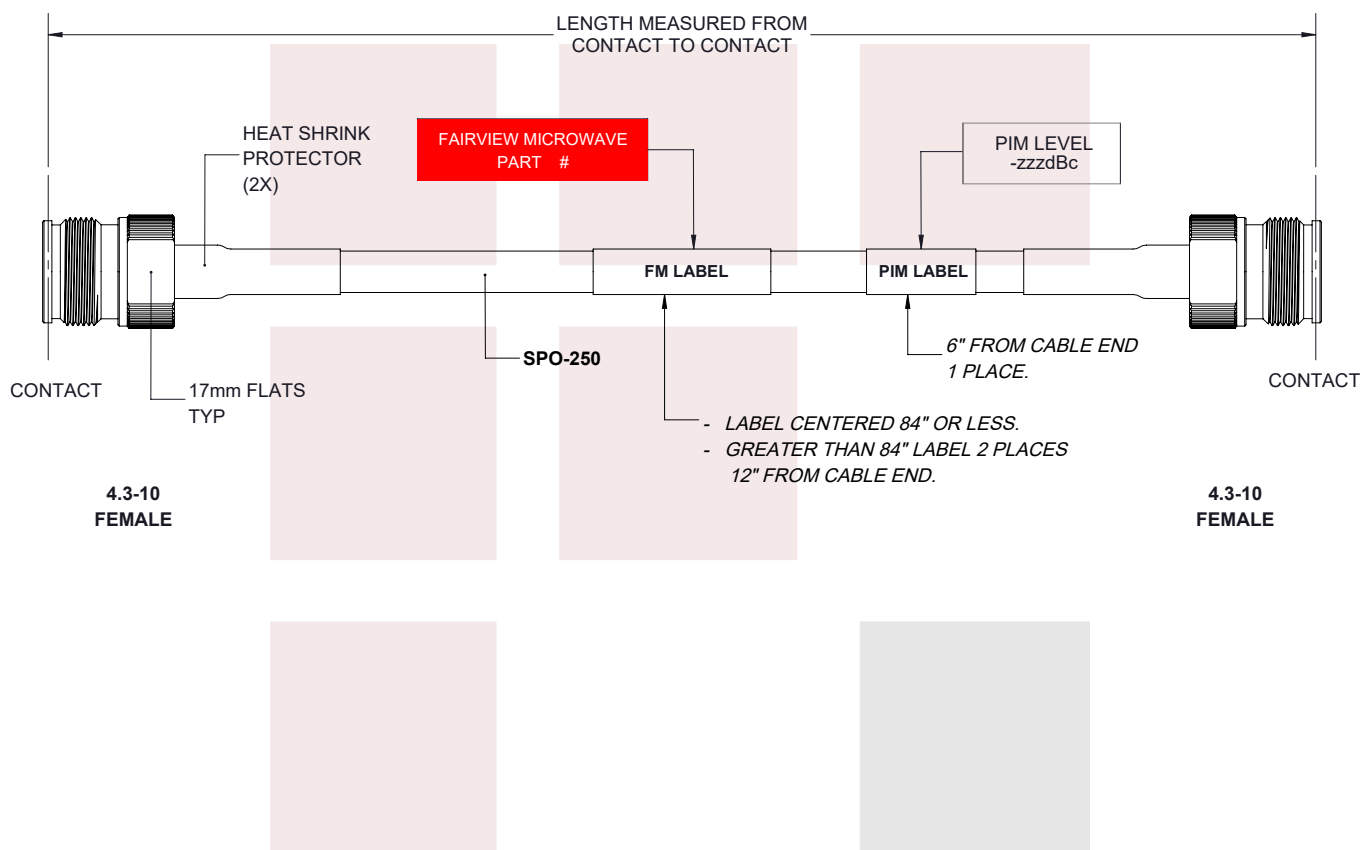 LENGTH MEASURED FROM
CONTACT TO CONTACT
HEAT SHRINK
PROTECTOR
(2X)
FAIRVIEW MICROWAVE
PART #
PIM LEVEL
-zzzdBc
FM LABEL
PIM LABEL
SPO-250
6" FROM CABLE END
1 PLACE.
CONTACT
17mm FLATS
TYP
CONTACT
- LABEL CENTERED 84" OR LESS.
- GREATER THAN 84" LABEL 2 PLACES
12" FROM CABLE END.
4.3-10
FEMALE
4.3-10
FEMALE